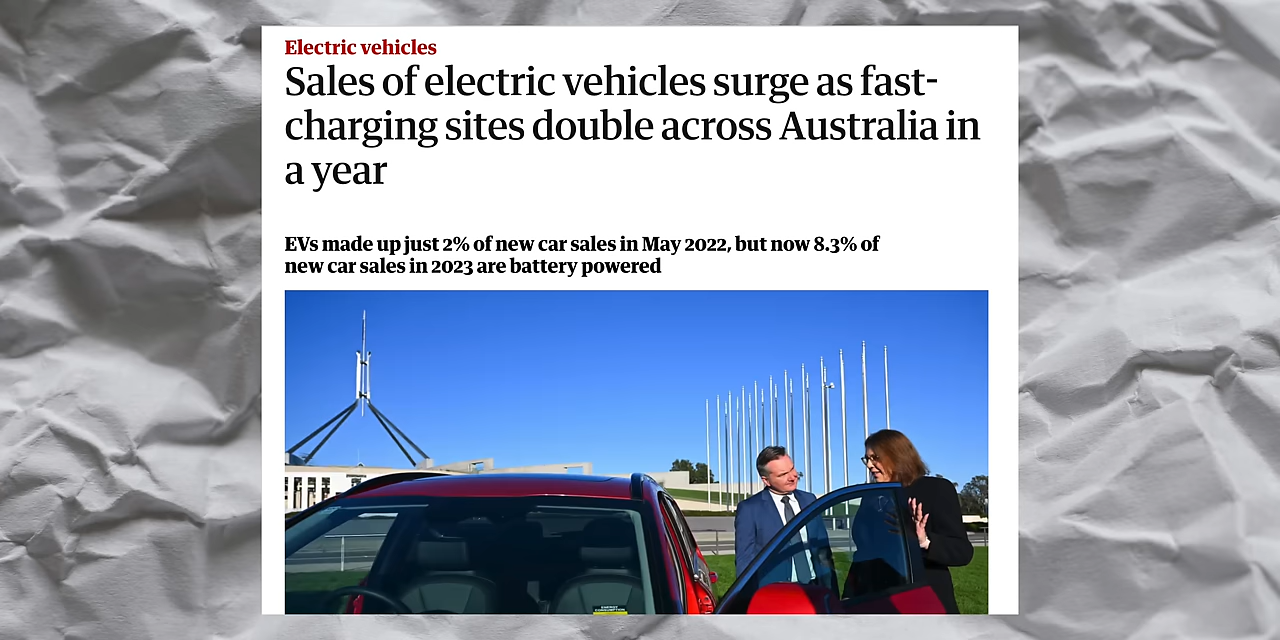 Electric vehicles
Sales of electric vehicles surge as fast-
charging sites double across Australia in
a year
EVs made up just 2% of new car sales in May 2022, but now 8.3% of
new car sales in 2023 are battery powered
ENERGY
CONSUMPTION